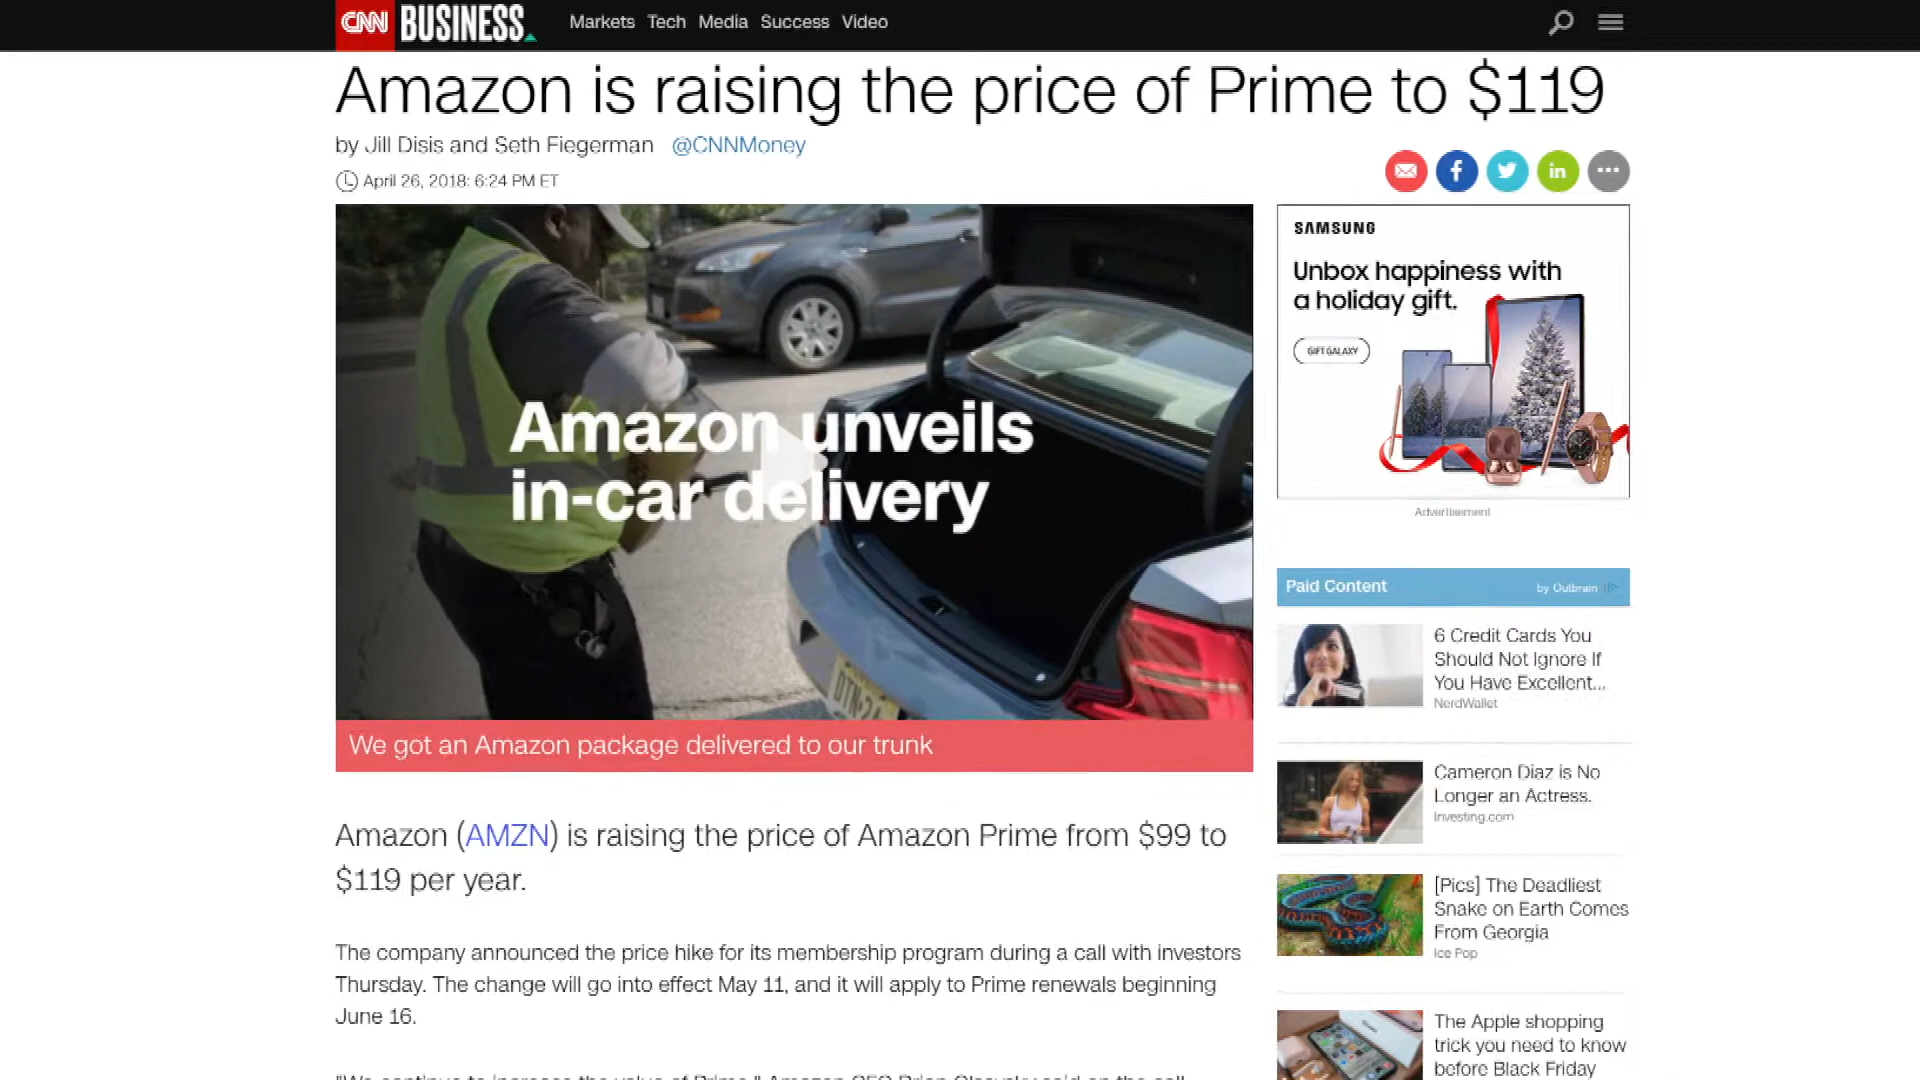 CNN BUSINESS
Markets Tech Media Success Video
Amazon is raising the price of Prime to $119
by Jill Disis and Seth Fiegerman @CNNMoney
April 26, 2018: 6:24 PM ET
f
in
Amazon unveils
in-car delivery
We got an Amazon package delivered to our trunk
Amazon (AMZN) is raising the price of Amazon Prime from $99 to
$119 per year.
The company announced the price hike for its membership program during a call with investors
Thursday. The change will go into effect May 11, and it will apply to Prime renewals beginning
June 16.
SAMSUNG
Unbox happiness with
a holiday gift.
GIFT GALAXY
Advertisement
Paid Content
by Outbrain
6 Credit Cards You
Should Not Ignore If
You Have Excellent...
NerdWallet
Cameron Diaz is No
Longer an Actress.
Investing.com
[Pics] The Deadliest
Snake on Earth Comes
From Georgia
Ice Pop
The Apple shopping
trick you need to know
before Black Friday